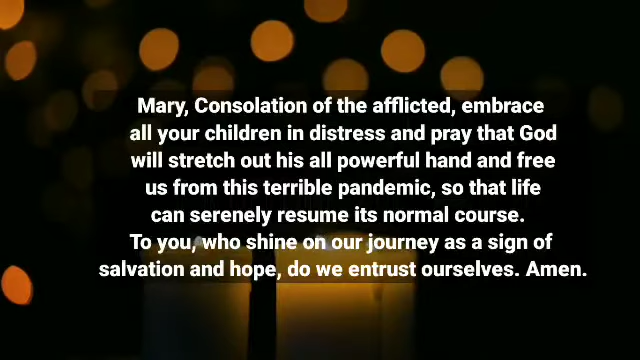 Mary, Consolation of the afflicted, embrace
all your children in distress and pray that God
will stretch out his all powerful hand and free
us from this terrible pandemic, so that life
can serenely resume its normal course.
To you, who shine on our journey as a sign of
salvation and hope, do we entrust ourselves. Amen.